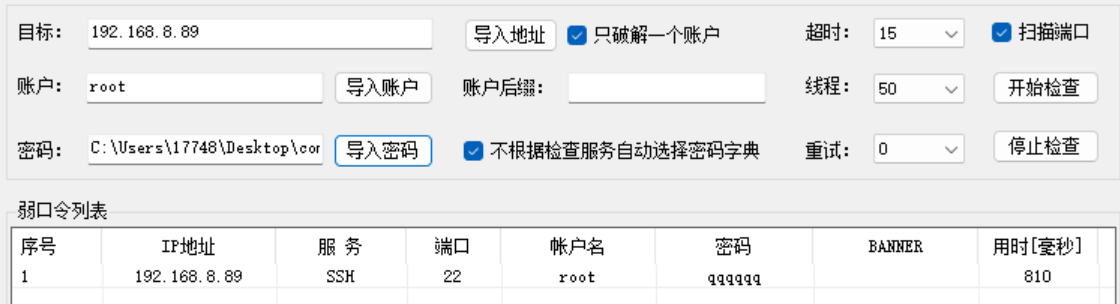 目标： 192.168.8.89 导入地址 只破解一个账户 超时： 15 扫描端口
账户： root 导入账户 账户后缀： 线程： 50 开始检查
密码： C:\Users\17748\Desktop\cor 导入密码 不根据检查服务自动选择密码字典 重试： 0 停止检查
弱口令列表
序号 IP地址 服 务 端口 帐户名 密码 BANNER 用时[毫秒]
1 192.168.8.89 SSH 22 root qqqqqq 810